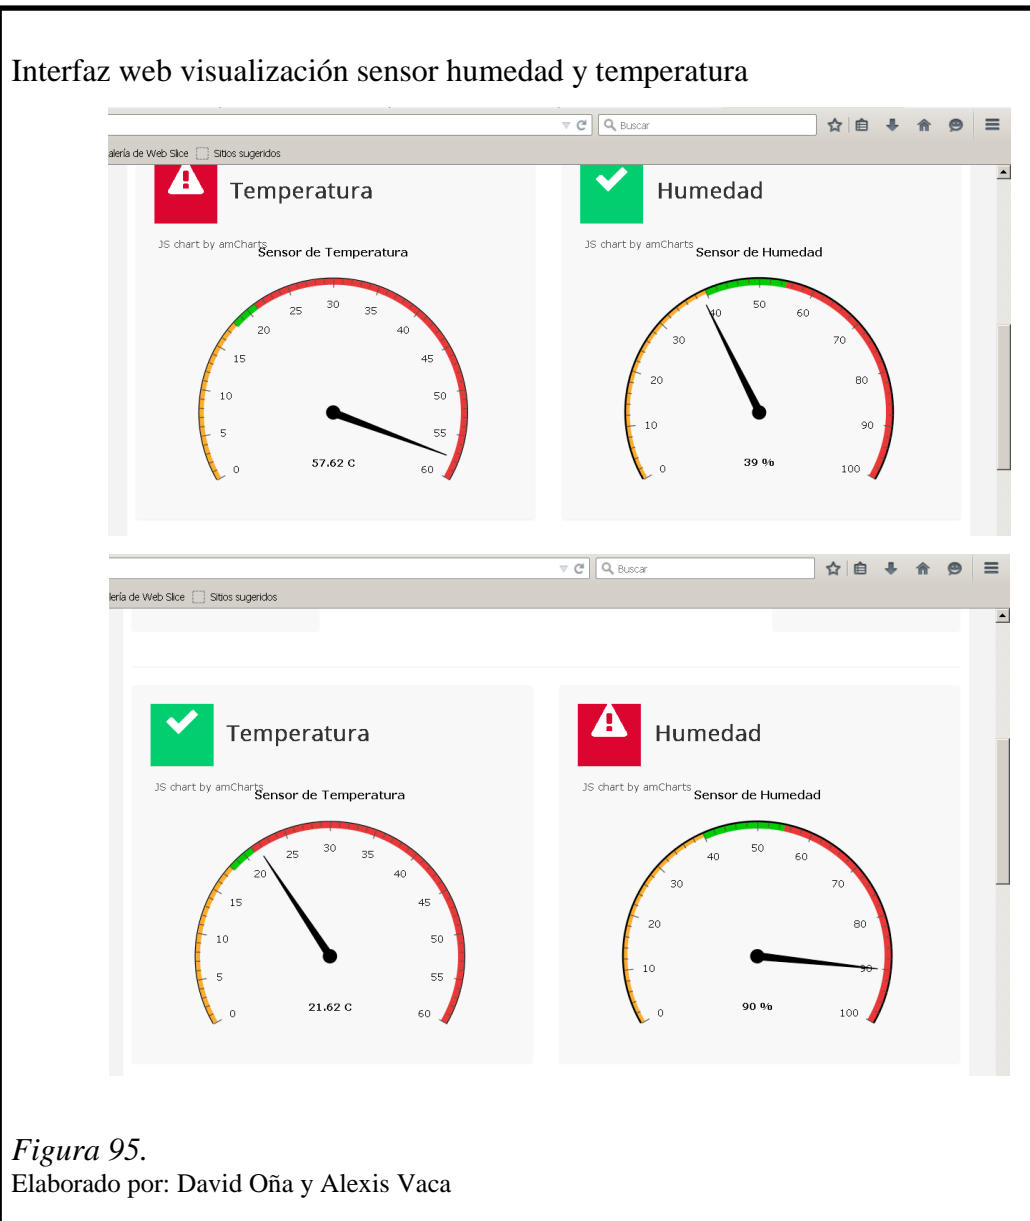 Interfaz web visualización sensor humedad y temperatura
Buscar
alería de Web Slice Sitios sugeridos
Temperatura
JS chart by amCharts
Sensor de Temperatura
0
5
10
15
20
25
30
35
40
45
50
55
60
57.62 C
Humedad
JS chart by amCharts
Sensor de Humedad
0
10
20
30
40
50
60
70
80
90
100
39 %
Buscar
lería de Web Slice Sitios sugeridos
Temperatura
JS chart by amCharts
Sensor de Temperatura
0
5
10
15
20
25
30
35
40
45
50
55
60
21.62 C
Humedad
JS chart by amCharts
Sensor de Humedad
0
10
20
30
40
50
60
70
80
90
100
90 %
Figura 95.
Elaborado por: David Oña y Alexis Vaca